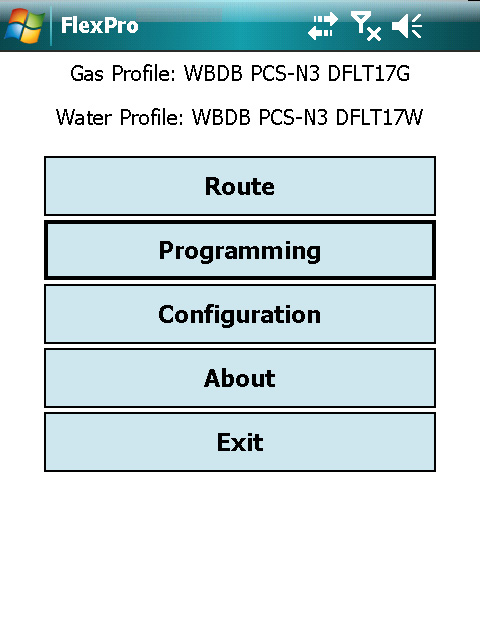 FlexPro
Gas Profile: WBDB PCS-N3 DFLT17G
Water Profile: WBDB PCS-N3 DFLT17W
Route
Programming
Configuration
About
Exit